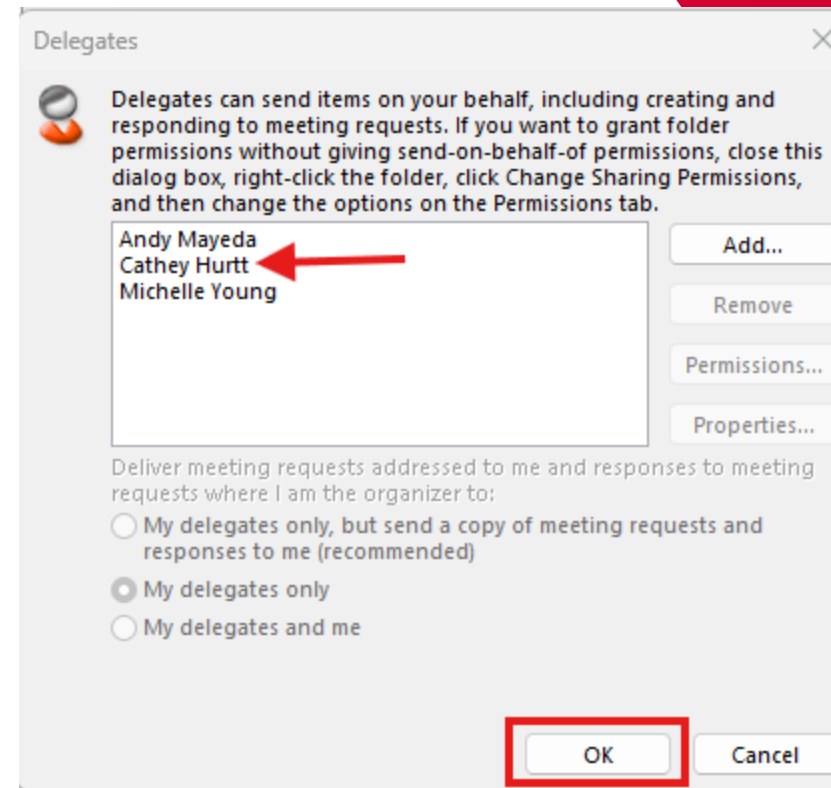 Delegates
Delegates can send items on your behalf, including creating and
responding to meeting requests. If you want to grant folder
permissions without giving send-on-behalf-of permissions, close this
dialog box, right-click the folder, click Change Sharing Permissions,
and then change the options on the Permissions tab.
Andy Mayeda
Cathey Hurtt
Michelle Young
Add...
Remove
Permissions...
Properties...
Deliver meeting requests addressed to me and responses to meeting
requests where I am the organizer to:
My delegates only, but send a copy of meeting requests and
responses to me (recommended)
My delegates only
My delegates and me
OK
Cancel